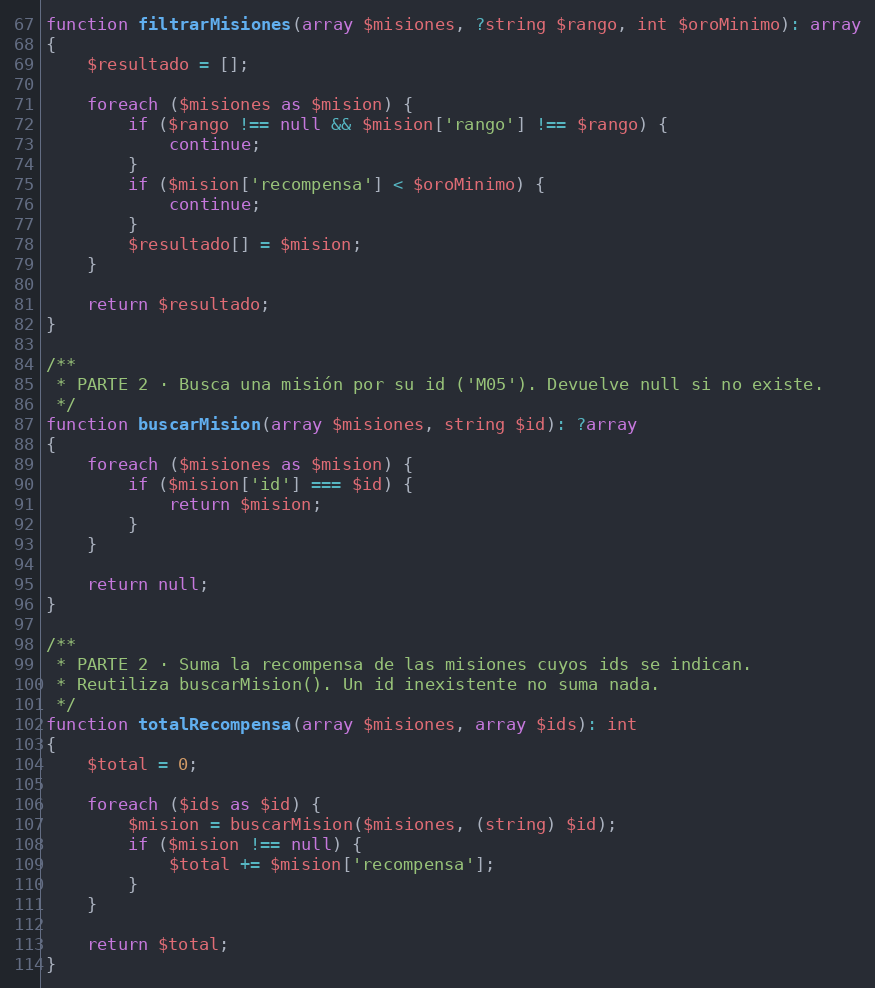 67 function filtrarMisiones(array $misiones, ?string $rango, int $oroMinimo): array
68 {
69     $resultado = [];
70
71     foreach ($misiones as $mision) {
72         if ($rango !== null && $mision['rango'] !== $rango) {
73             continue;
74         }
75         if ($mision['recompensa'] < $oroMinimo) {
76             continue;
77         }
78         $resultado[] = $mision;
79     }
80
81     return $resultado;
82 }
83
84 /**
85  * PARTE 2 · Busca una misión por su id ('M05'). Devuelve null si no existe.
86  */
87 function buscarMision(array $misiones, string $id): ?array
88 {
89     foreach ($misiones as $mision) {
90         if ($mision['id'] === $id) {
91             return $mision;
92         }
93     }
94
95     return null;
96 }
97
98 /**
99  * PARTE 2 · Suma la recompensa de las misiones cuyos ids se indican.
100  * Reutiliza buscarMision(). Un id inexistente no suma nada.
101  */
102 function totalRecompensa(array $misiones, array $ids): int
103 {
104     $total = 0;
105
106     foreach ($ids as $id) {
107         $mision = buscarMision($misiones, (string) $id);
108         if ($mision !== null) {
109             $total += $mision['recompensa'];
110         }
111     }
112
113     return $total;
114 }